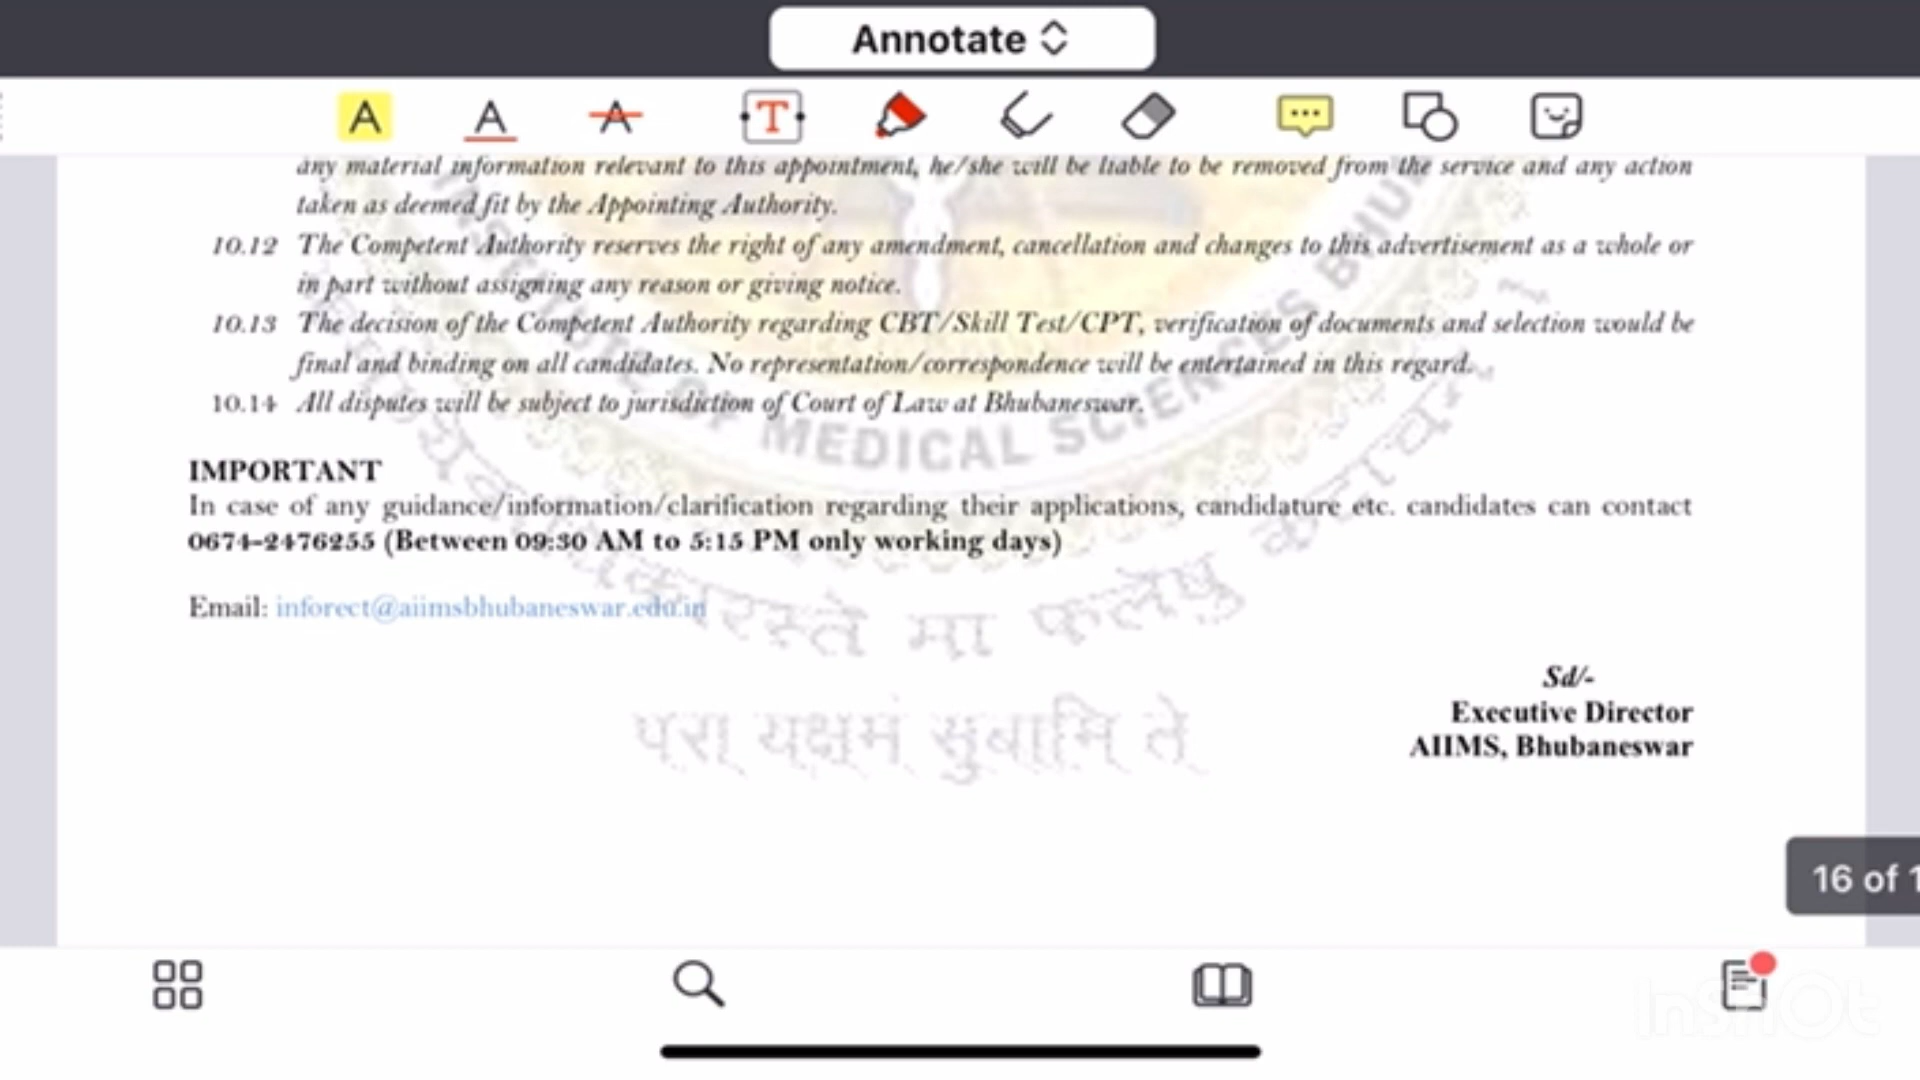 Annotate
A A A T
any material information relevant to this appointment, he/she will be liable to be removed from the service and any action
taken as deemed fit by the Appointing Authority.
10.12 The Competent Authority reserves the right of any amendment, cancellation and changes to this advertisement as a whole or
in part without assigning any reason or giving notice.
10.13 The decision of the Competent Authority regarding CBT/Skill Test/CPT, verification of documents and selection would be
final and binding on all candidates. No representation/correspondence will be entertained in this regard.
10.14 All disputes will be subject to jurisdiction of Court of Law at Bhubaneswar.
INSTITUTE OF MEDICAL SCIENCES BHU
IMPORTANT
In case of any guidance/information/clarification regarding their applications, candidature etc. candidates can contact
0674-2476255 (Between 09:30 AM to 5:15 PM only working days)
Email: inforect@aiimsbhubaneswar.edu.in
मा फलेषु कदाचन
Sd/-
Executive Director
AIIMS, Bhubaneswar
सुवामि ते
16 of 1
InShOt